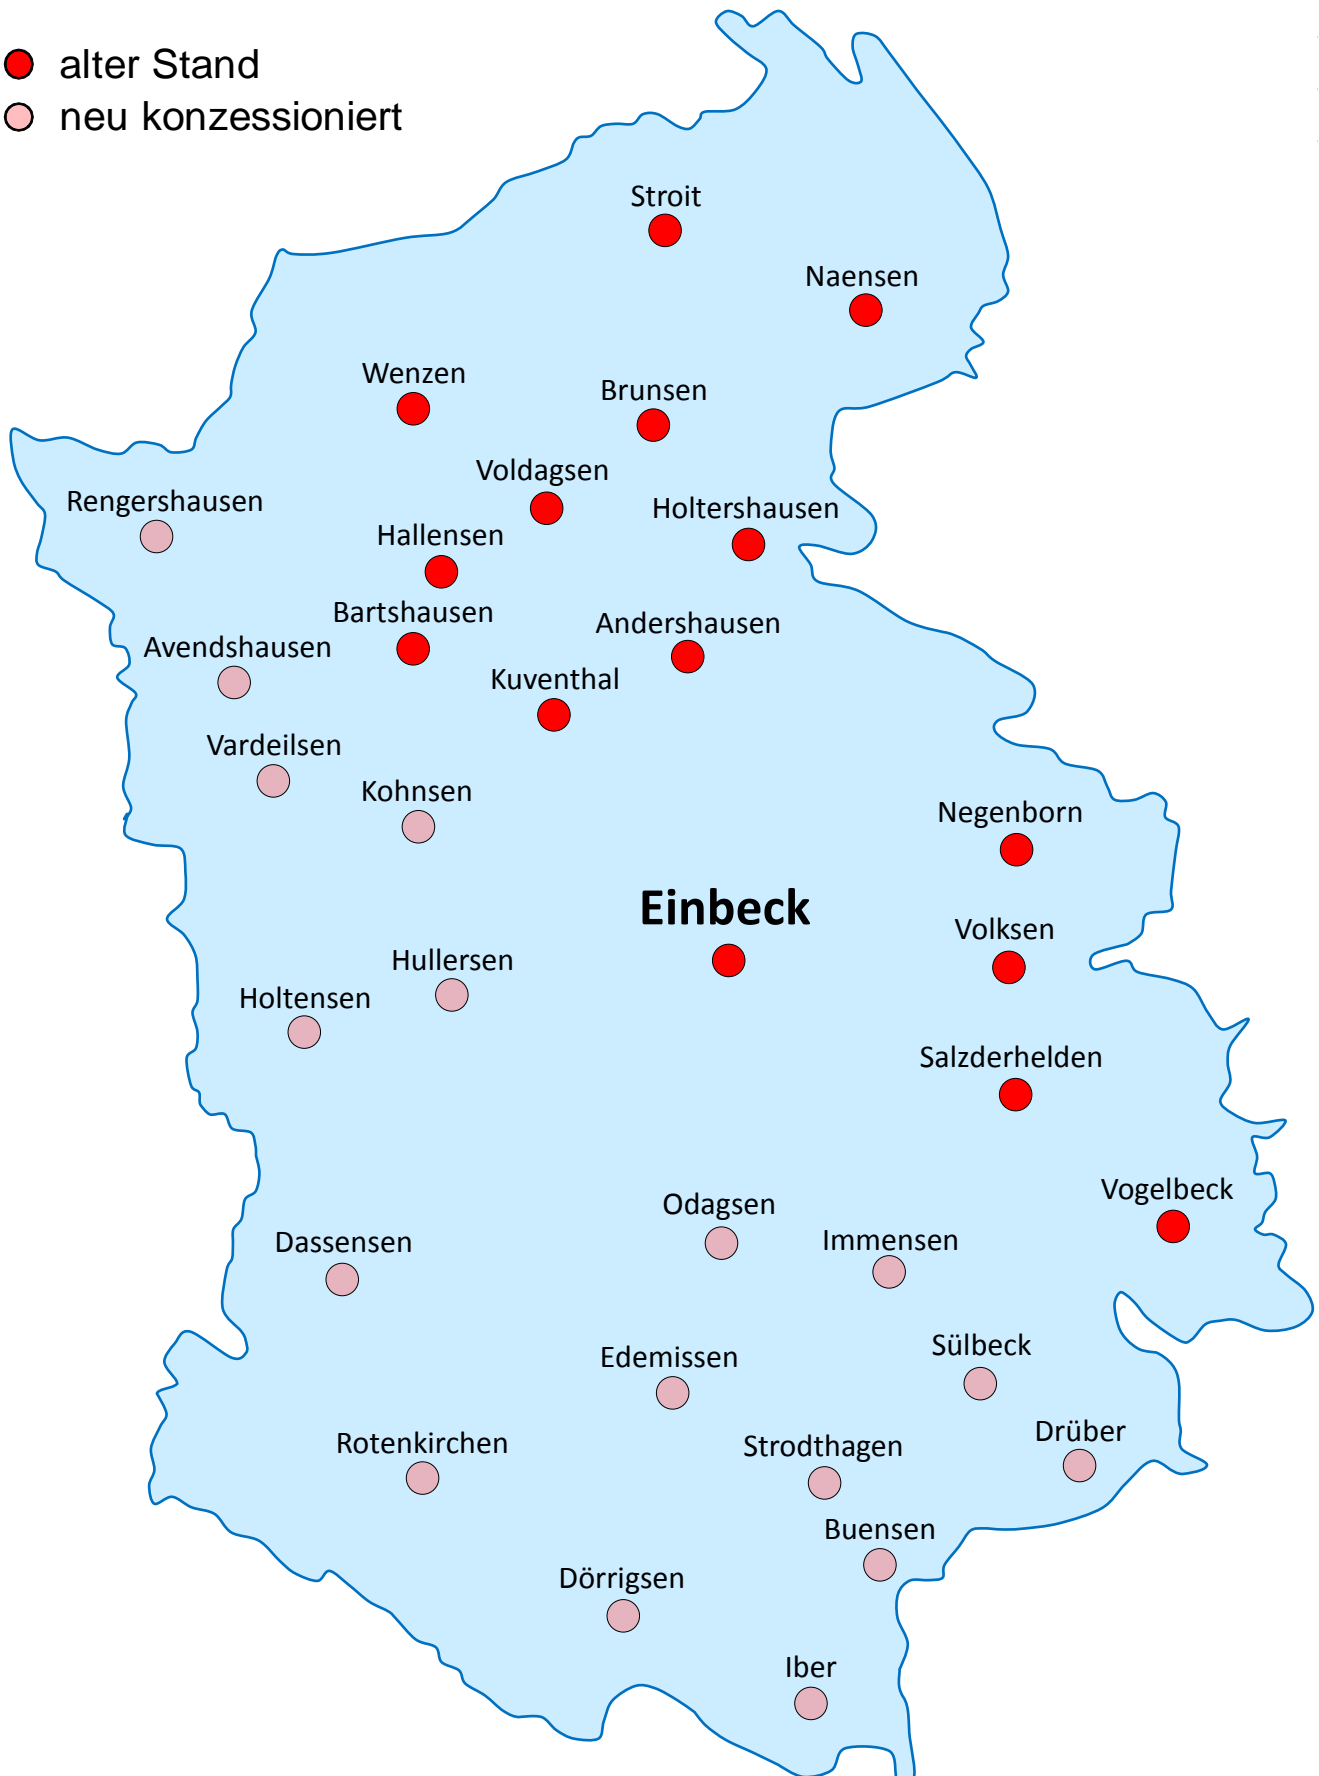 alter Stand
neu konzessioniert
Stroit
Naensen
Wenzen
Brunsen
Voldagsen
Rengershausen
Holtershausen
Hallensen
Bartshausen
Andershausen
Avendshausen
Kuventhal
Vardeilsen
Kohnsen
Negenborn
Einbeck
Volksen
Hullersen
Holtensen
Salzderhelden
Vogelbeck
Odagsen
Immensen
Dassensen
Sülbeck
Edemissen
Drüber
Rotenkirchen
Strodthagen
Buensen
Dörrigsen
Iber